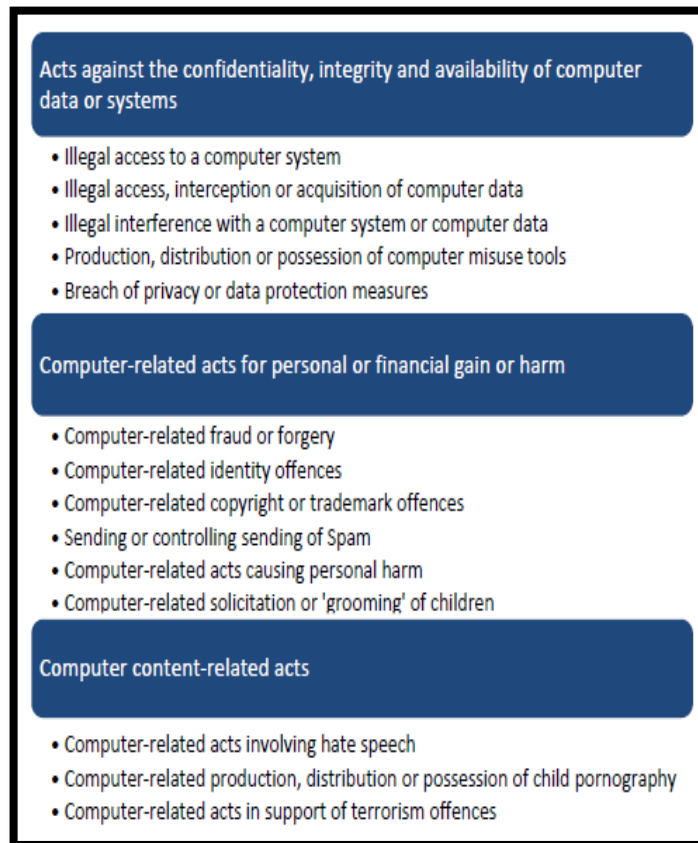 Acts against the confidentiality, integrity and availability of computer
data or systems
• Illegal access to a computer system
• Illegal access, interception or acquisition of computer data
• Illegal interference with a computer system or computer data
• Production, distribution or possession of computer misuse tools
• Breach of privacy or data protection measures
Computer-related acts for personal or financial gain or harm
• Computer-related fraud or forgery
• Computer-related identity offences
• Computer-related copyright or trademark offences
• Sending or controlling sending of Spam
• Computer-related acts causing personal harm
• Computer-related solicitation or 'grooming' of children
Computer content-related acts
• Computer-related acts involving hate speech
• Computer-related production, distribution or possession of child pornography
• Computer-related acts in support of terrorism offences